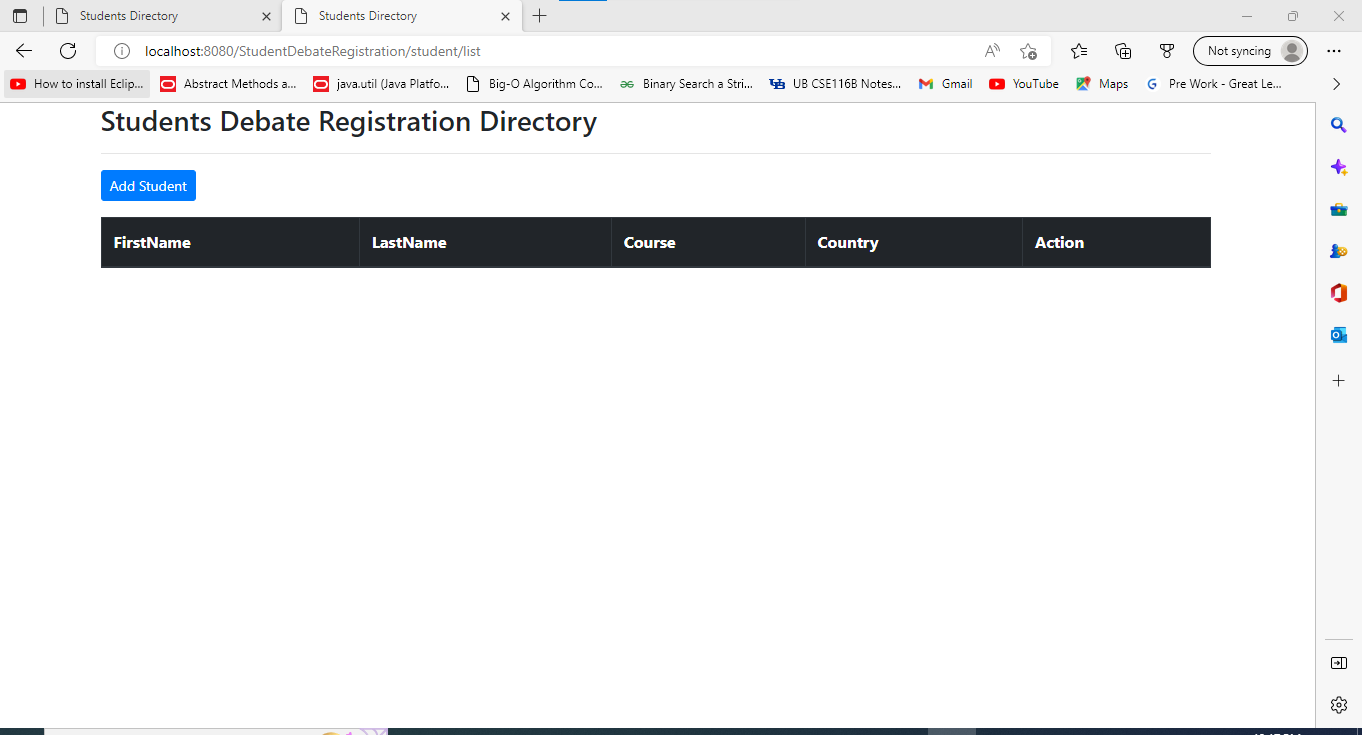 Students Directory
Students Directory
localhost:8080/StudentDebateRegistration/student/list
Not syncing
How to install Eclip...
Abstract Methods a...
java.util (Java Platfo...
Big-O Algorithm Co...
Binary Search a Stri...
UB CSE116B Notes...
Gmail
YouTube
Maps
Pre Work - Great Le...
Students Debate Registration Directory
Add Student
FirstName LastName Course Country Action